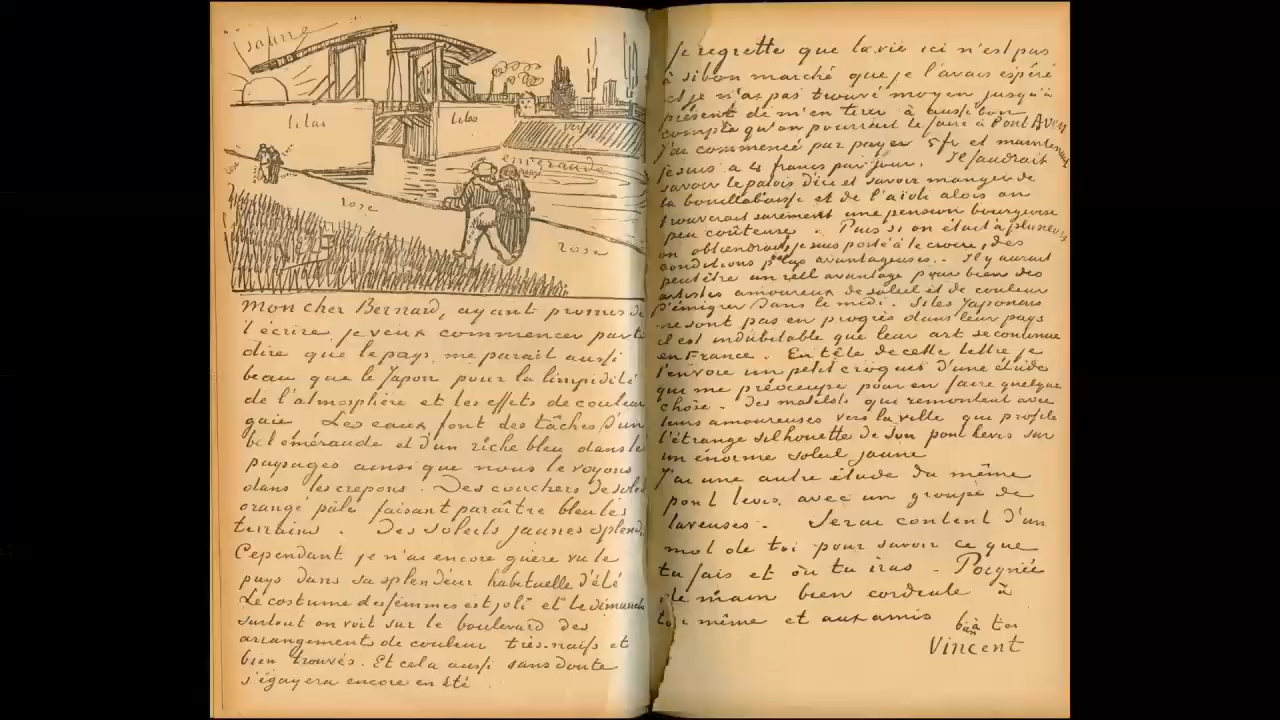 jaune
lilas
lilas
vert
emeraude
rose
rose
rose
Mon cher Bernard, ayant promis de
t'écrire je veux commencer par te
dire que le pays me parait aussi
beau que le Japon pour la limpidité
de l'atmosphère et les effets de couleur
gaie. Les eaux font des tâches d'un
bel émeraude et d'un riche bleu dans les
paysages ainsi que nous le voyons
dans les crepons. Des couchers de soleil
orangé pâle faisant paraître bleu les
terrains. Des soleils jaunes splend.
Cependant je n'ai encore guère vu le
pays dans sa splendeur habituelle d'été
Le costume des femmes est joli et le dimanche
surtout on voit sur le boulevard des
arrangements de couleur très naifs et
bien trouvés. Et cela aussi sans doute
s'égayera encore en été.
Je regrette que la vie ici n'est pas
à si bon marché que je l'avais espéré
et je n'ai pas trouvé moyen jusqu'à
présent de m'en tirer à aussi bon
compte qu'on pourrait le faire à Pont Aven
J'ai commencé par payer 5 fr et maintenant
je suis a 4 francs par jour. Il faudrait
savoir le patois d'ici et savoir manger de
la bouillabaisse et de l'aïoli alors on
trouverait surement une pension bourgeoise
peu coûteuse. Puis si on était à plusieurs
on obtiendrait, je suis porté à le croire, des
conditions plus avantageuses. Il y aurait
peut être un réél avantage pour bien des
artistes amoureux de soleil et de couleur
d'émigrer dans le midi. Si les Japonais
ne sont pas en progrès dans leur pays
il est indubitable que leur art se continue
en France. En tête de cette lettre je
t'envoie un petit croquis d'une étude
qui me préoccupe pour en faire quelque
chose. Des matelots qui remontent avec
leurs amoureuses vers la ville qui profile
l'étrange silhouette de son pont levis sur
un énorme soleil jaune
J'ai une autre étude du même
pont levis avec un groupe de
laveuses. Serai content d'un
mot de toi pour savoir ce que
tu fais et où tu iras. Poignée
de main bien cordiale à
toi même et aux amis
bien à toi
Vincent